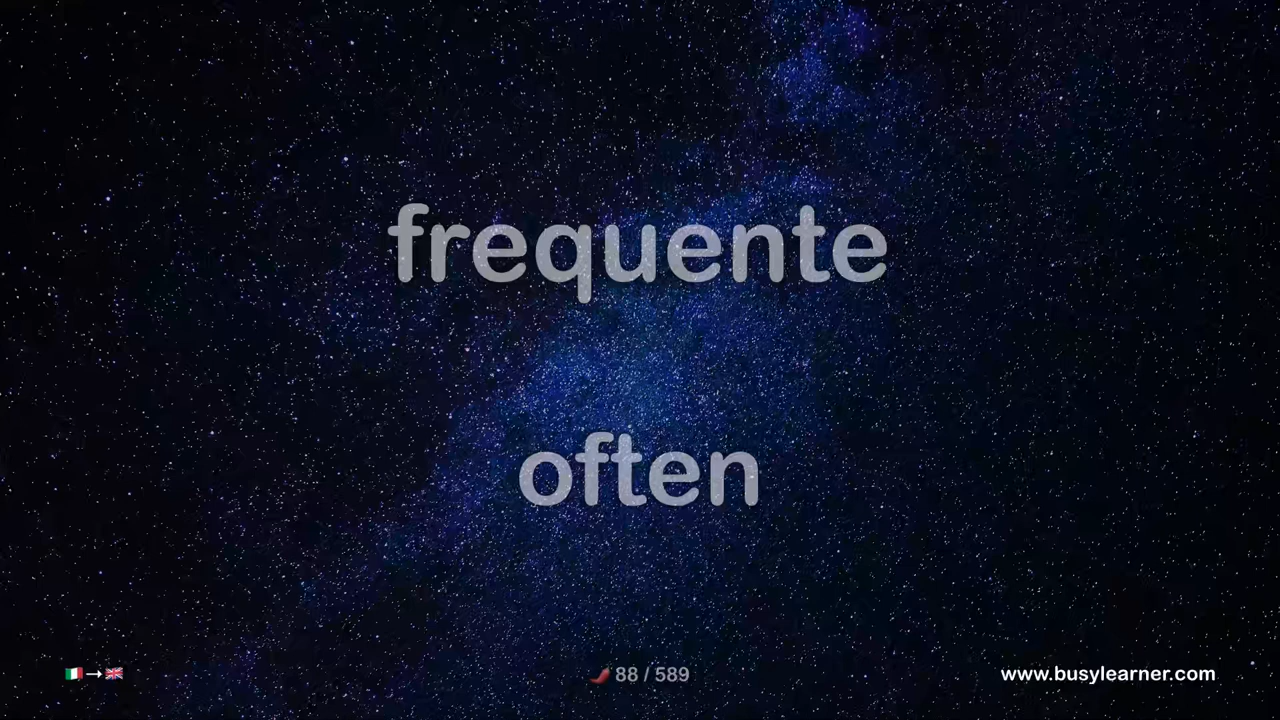 frequente
often
🇮🇹→🇬🇧 🌶️ 88 / 589 www.busylearner.com